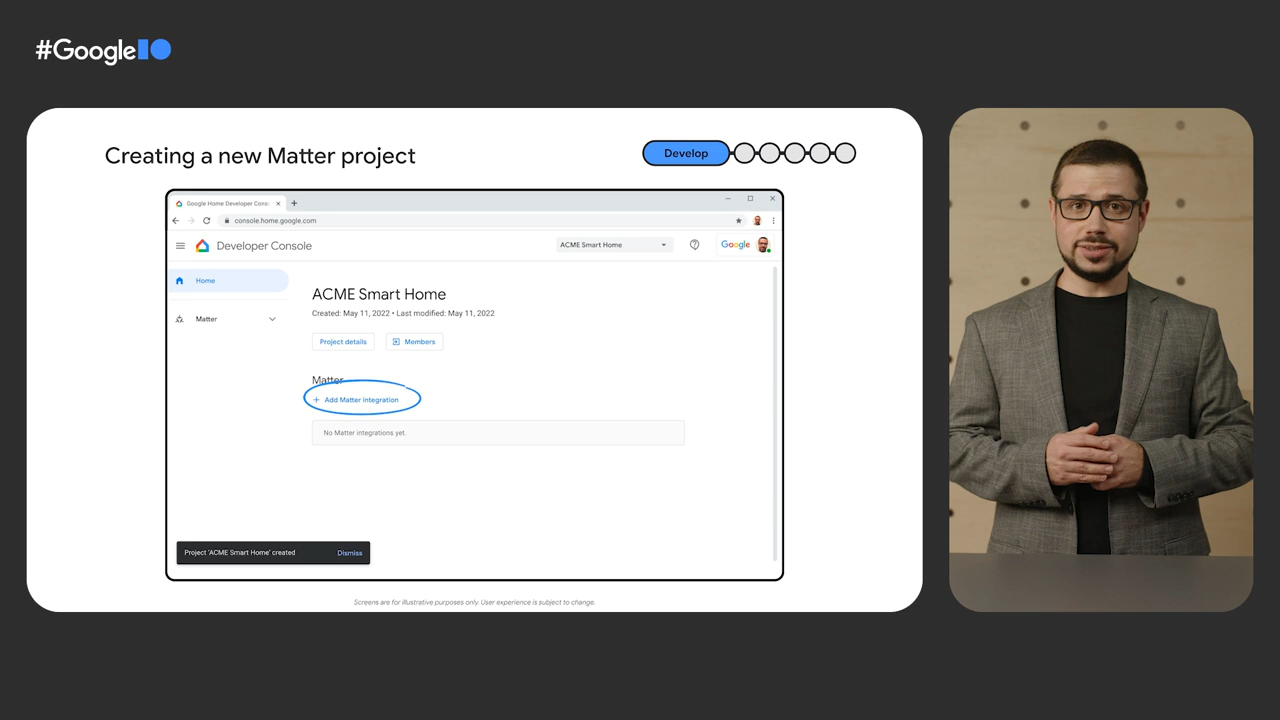 #GoogleIO
Creating a new Matter project
Develop
Google Home Developer Cons
console.home.google.com
Developer Console
ACME Smart Home
Google
Home
ACME Smart Home
Created: May 11, 2022 • Last modified: May 11, 2022
Matter
Project details
Members
Matter
+ Add Matter integration
No Matter integrations yet.
Project 'ACME Smart Home' created
Dismiss
Screens are for illustrative purposes only. User experience is subject to change.